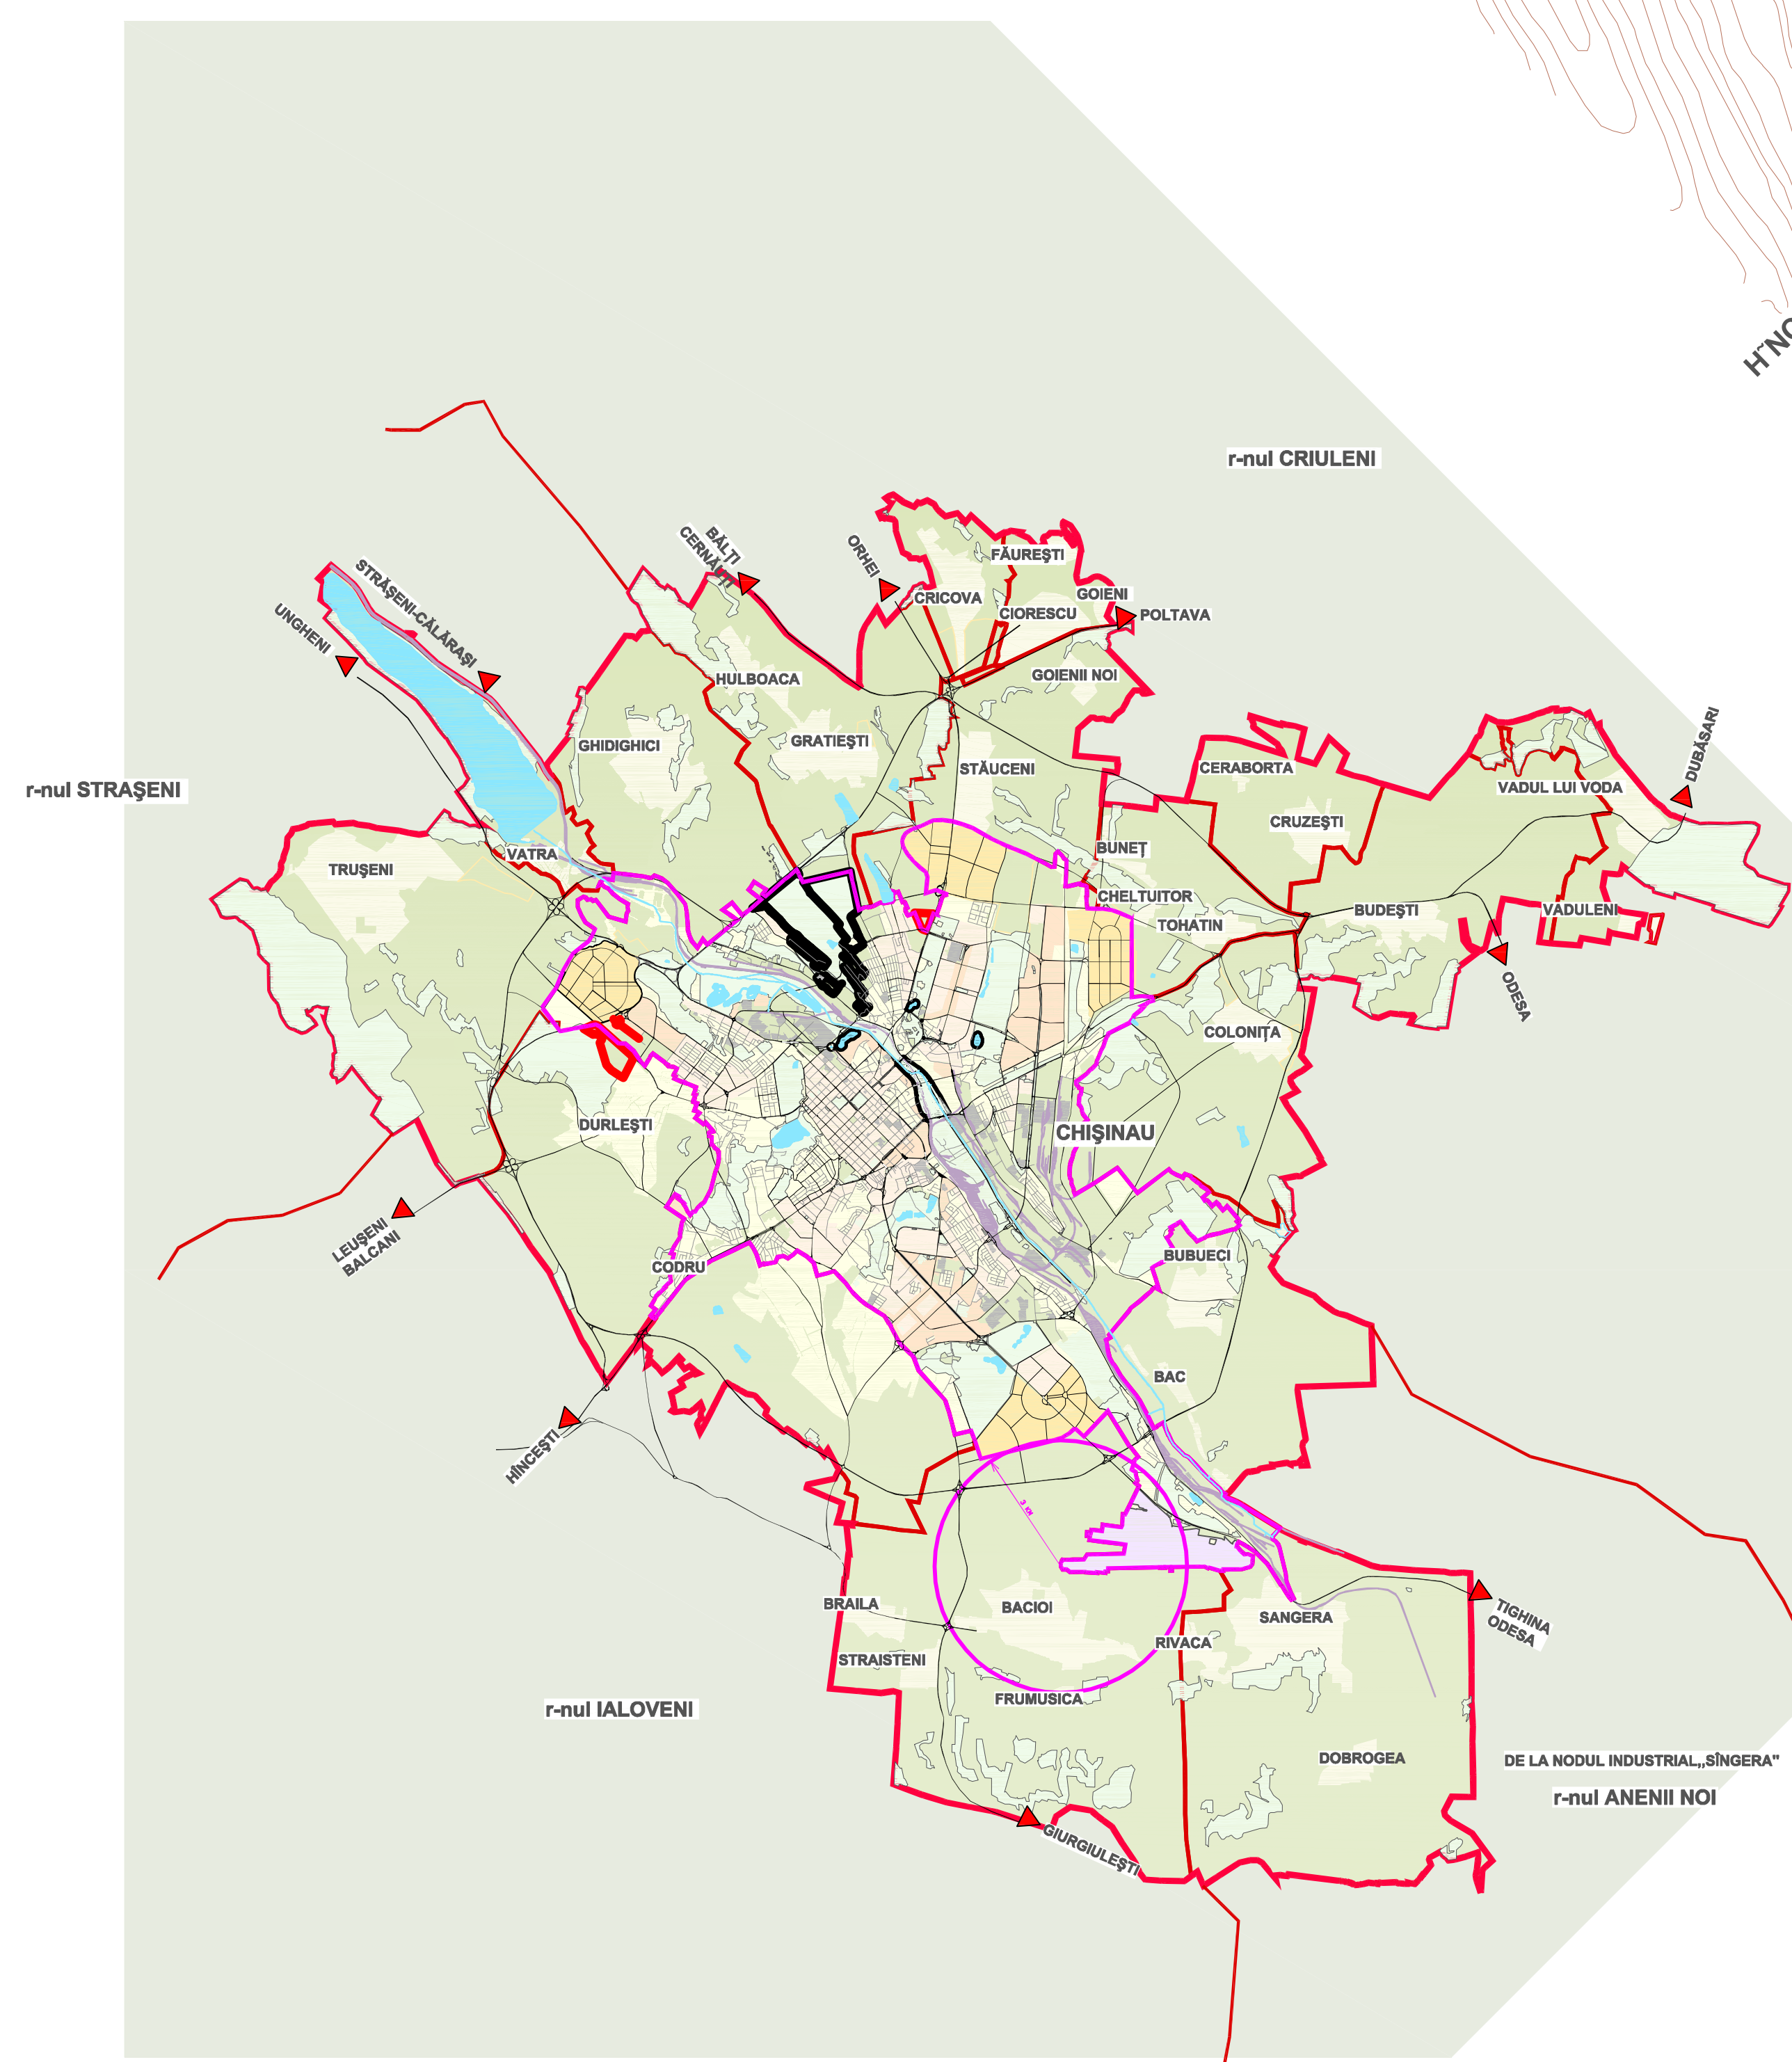 H˜NC
r-nul CRIULENI
BĂLŢI
CERNĂUŢI
ORHEI
FĂUREŞTI
STRĂŞENI-CĂLĂRAŞI
CRICOVA
GOIENI
UNGHENI
CIORESCU
POLTAVA
HULBOACA
GOIENII NOI
GHIDIGHICI
GRATIEŞTI
DUBĂSARI
STĂUCENI
CERABORTA
r-nul STRAŞENI
VADUL LUI VODA
CRUZEŞTI
BUNEŢ
VATRA
TRUŞENI
CHELTUITOR
TOHATIN
BUDEŞTI
VADULENI
ODESA
COLONIŢA
DURLEŞTI
CHIŞINAU
LEUŞENI
BALCANI
CODRU
BUBUECI
BAC
HÎNCEŞTI
3 км
BRAILA
BACIOI
SANGERA
TIGHINA
ODESA
RIVACA
STRAISTENI
FRUMUSICA
r-nul IALOVENI
DOBROGEA
DE LA NODUL INDUSTRIAL,,SÎNGERA"
r-nul ANENII NOI
GIURGIULEŞTI